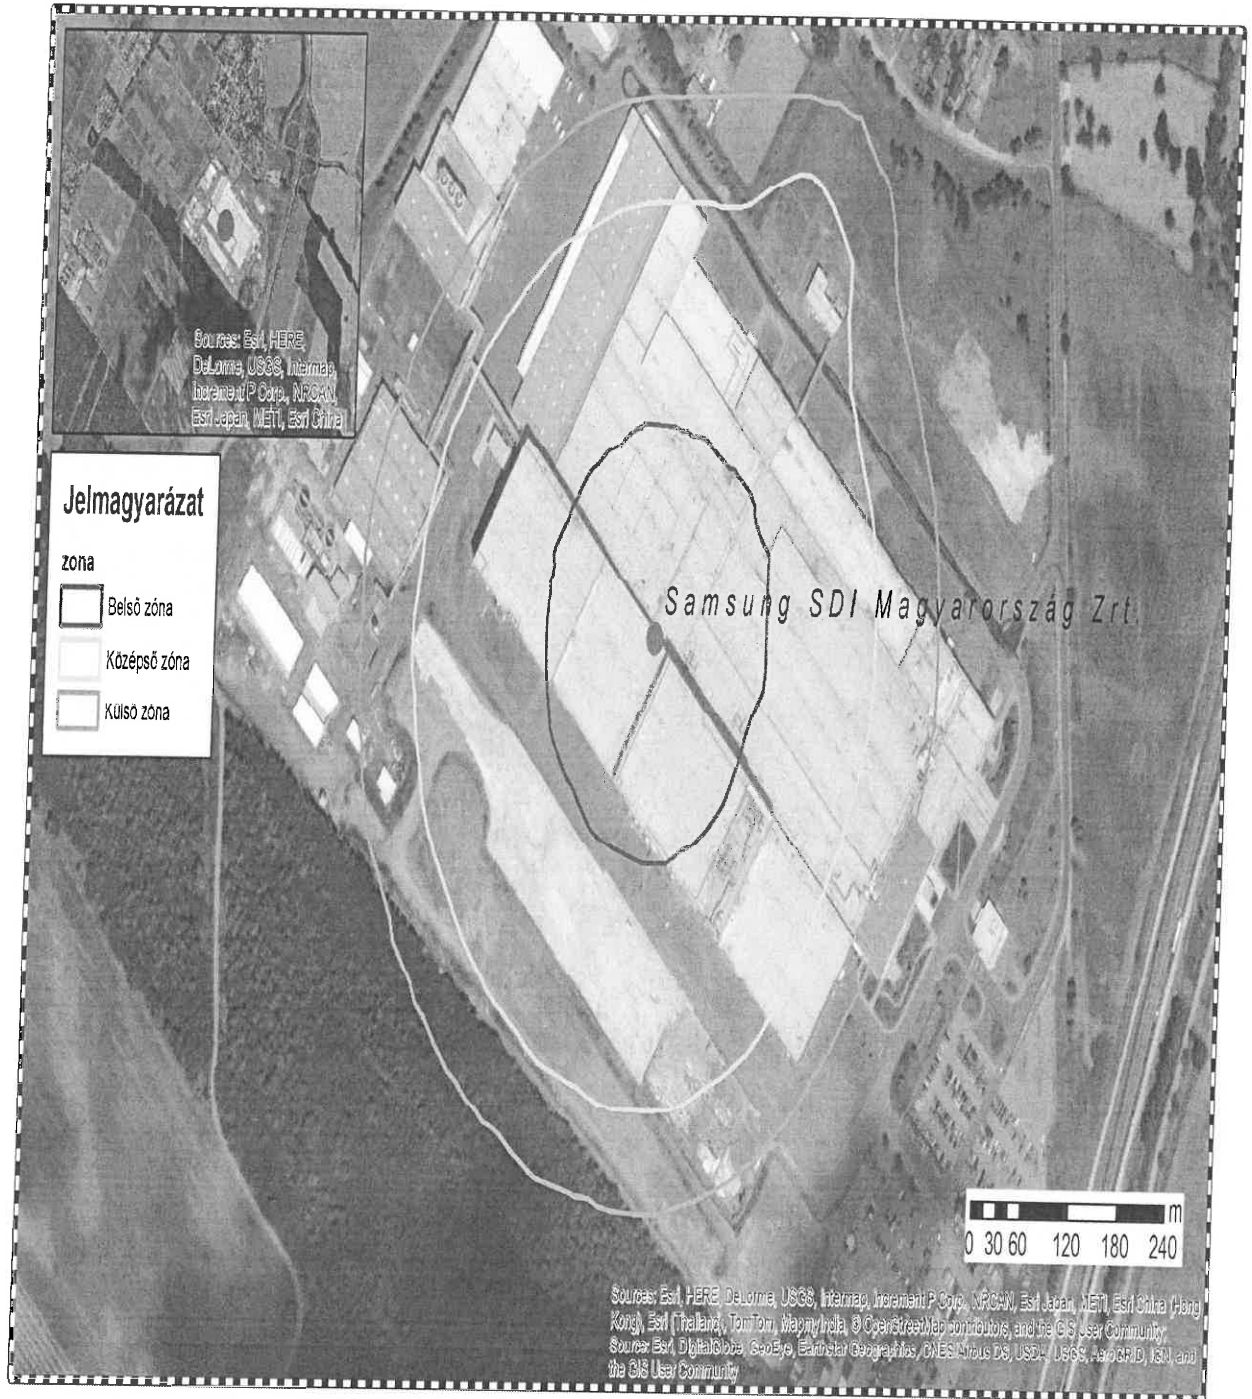 Sources: Esri, HERE,
DeLorme, USGS, Intermap,
Increment P Corp., NRCAN,
Esri Japan, METI, Esri China
Jelmagyarázat
zona
Belső zóna
Középső zóna
Külső zóna
Samsung SDI Magyarország Zrt.
m
0 30 60 120 180 240
Sources: Esri, HERE, DeLorme, USGS, Intermap, Increment P Corp., NRCAN, Esri Japan, METI, Esri China (Hong
Kong), Esri (Thailand), TomTom, MapmyIndia, © OpenStreetMap contributors, and the GIS User Community
Source: Esri, DigitalGlobe, GeoEye, Earthstar Geographics, CNES/Airbus DS, USDA, USGS, AeroGRID, IGN, and
the GIS User Community